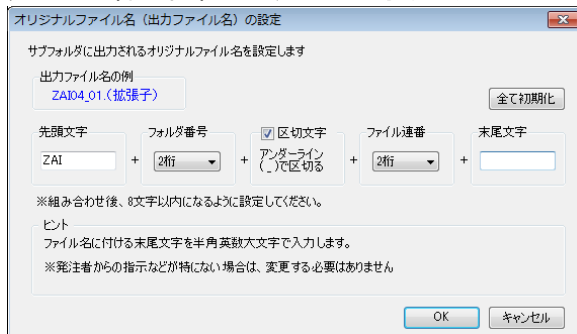 オリジナルファイル名（出力ファイル名）の設定
サブフォルダに出力されるオリジナルファイル名を設定します
出力ファイル名の例
ZAI04_01.(拡張子)
全て初期化
先頭文字
フォルダ番号
区切文字
ファイル連番
末尾文字
ZAI
+
2桁
+
アンダーライン
(_)で区切る
+
2桁
+
※組み合わせ後、8文字以内になるように設定してください。
ヒント
ファイル名に付ける末尾文字を半角英数大文字で入力します。
※発注者からの指示などが特にない場合は、変更する必要はありません
OK
キャンセル